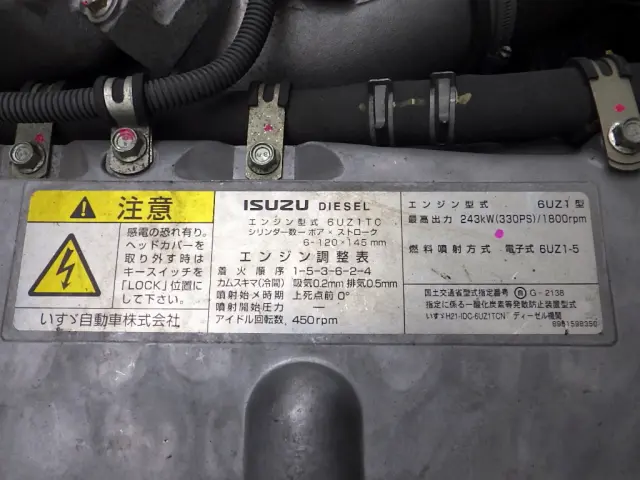 注意
感電の恐れ有り。
ヘッドカバーを
取り外す時は
キースイッチを
「LOCK」位置に
して下さい。
いすゞ自動車株式会社
ISUZU DIESEL
エンジン型式 6UZ1TC
シリンダ数ーボア×ストローク
6-120×145mm
エンジン調整表
着火順序 1-5-3-6-2-4
カムスキマ(冷間) 吸気0.2mm 排気0.5mm
噴射始メ時期 上死点前0°
噴射開始圧力 ー
アイドル回転数, 450rpm
エンジン型式 6UZ1型
最高出力 243kW(330PS)/1800rpm
燃料噴射方式 電子式 6UZ1-5
国土交通省型式指定番号 G-2138
指定に係る一酸化炭素等発散防止装置型式
いすゞH21-IDC-6UZ1TCN ディーゼル機関
8981598350